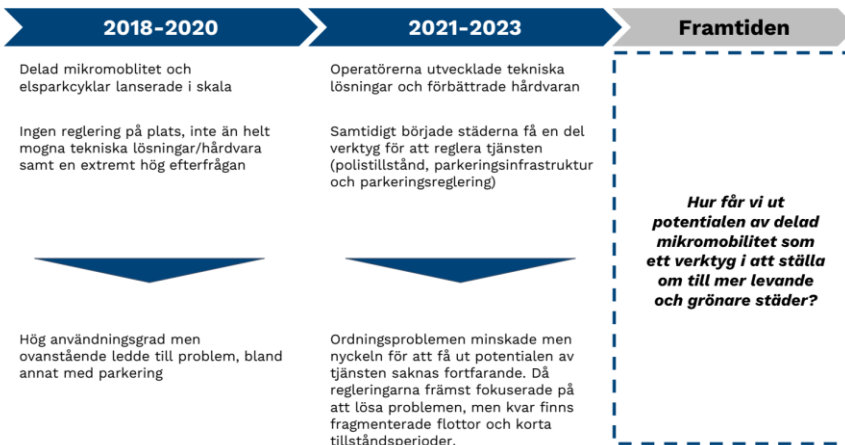 2018-2020
2021-2023
Framtiden
Delad mikromoblitet och
elsparkcyklar lanserade i skala
Ingen reglering på plats, inte än helt
mogna tekniska lösningar/hårdvara
samt en extremt hög efterfrågan
Hög användningsgrad men
ovanstående ledde till problem, bland
annat med parkering
Operatörerna utvecklade tekniska
lösningar och förbättrade hårdvaran
Samtidigt började städerna få en del
verktyg för att reglera tjänsten
(polistillstånd, parkeringsinfrastruktur
och parkeringsreglering)
Ordningsproblemen minskade men
nyckeln för att få ut potentialen av
tjänsten saknas fortfarande. Då
regleringarna främst fokuserade på
att lösa problemen, men kvar finns
fragmenterade flottor och korta
tillståndsperioder.
Hur får vi ut
potentialen av delad
mikromobilitet som
ett verktyg i att ställa
om till mer levande
och grönare städer?